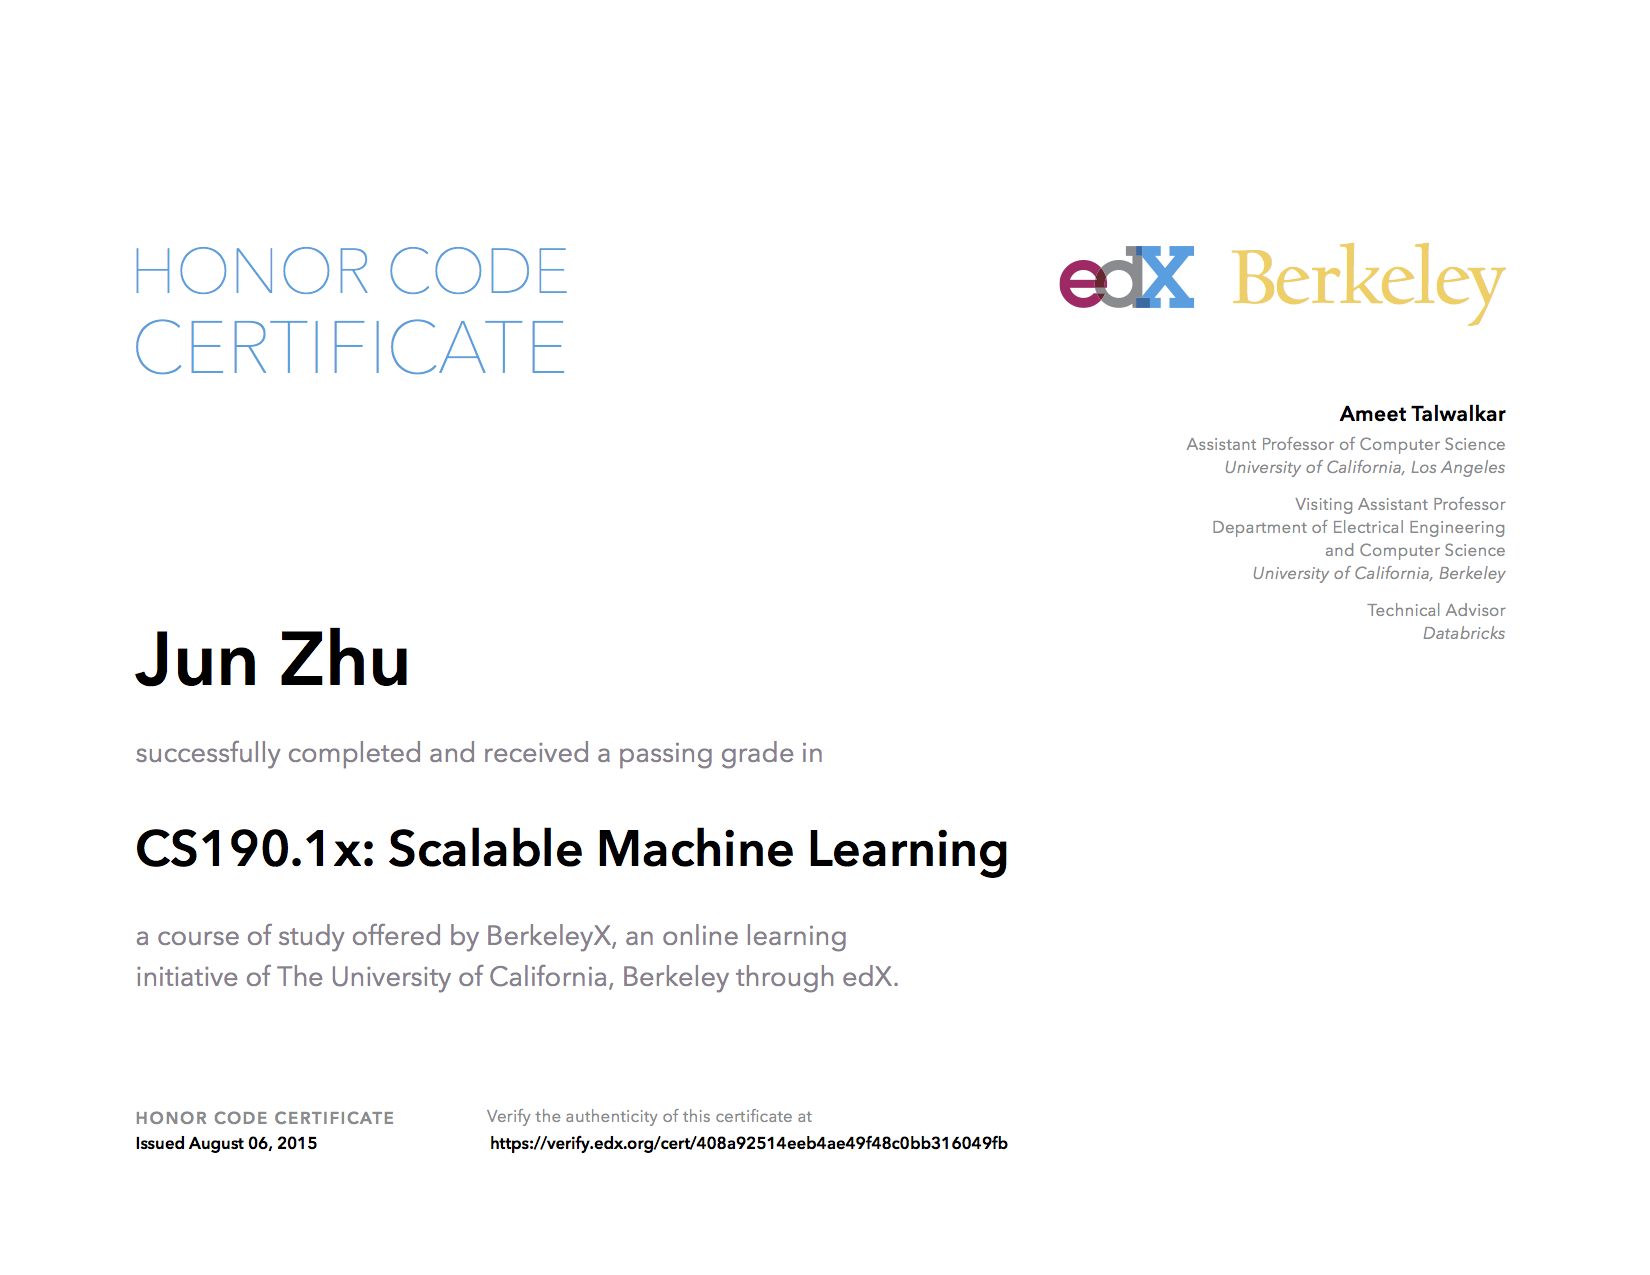 HONOR CODE
CERTIFICATE
edX Berkeley
Ameet Talwalkar
Assistant Professor of Computer Science
University of California, Los Angeles
Visiting Assistant Professor
Department of Electrical Engineering
and Computer Science
University of California, Berkeley
Technical Advisor
Databricks
Jun Zhu
successfully completed and received a passing grade in
CS190.1x: Scalable Machine Learning
a course of study offered by BerkeleyX, an online learning
initiative of The University of California, Berkeley through edX.
HONOR CODE CERTIFICATE
Issued August 06, 2015
Verify the authenticity of this certificate at
https://verify.edx.org/cert/408a92514eeb4ae49f48c0bb316049fb